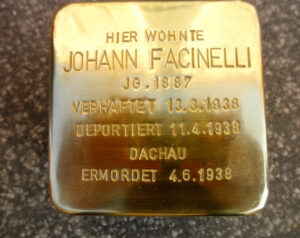 HIER WOHNTE
JOHANN FACINELLI
JG. 1887
VERHAFTET 13.3.1938
DEPORTIERT 11.4.1938
DACHAU
ERMORDET 4.6.1938